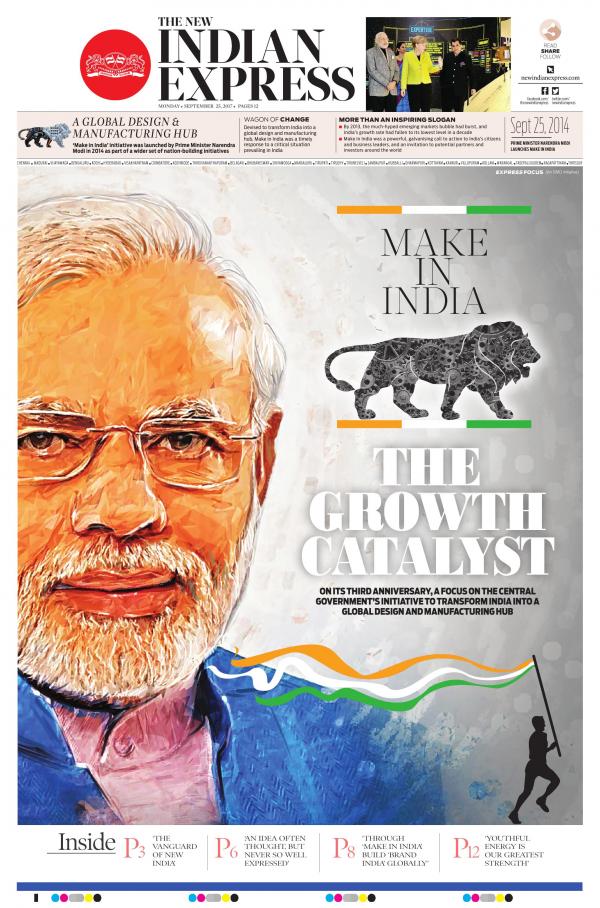 THE NEW
INDIAN
EXPRESS
MONDAY • SEPTEMBER 25, 2017 • PAGES 12
EXPERTISE
READ
SHARE
FOLLOW
newindianexpress.com
A GLOBAL DESIGN &
MANUFACTURING HUB
'Make in India' initiative was launched by Prime Minister Narendra
Modi in 2014 as part of a wider set of nation-building initiatives
WAGON OF CHANGE
Devised to transform India into a
global design and manufacturing
hub, Make in India was a timely
response to a critical situation
prevailing in India
MORE THAN AN INSPIRING SLOGAN
By 2013, the much-hyped emerging markets bubble had burst, and
India's growth rate had fallen to its lowest level in a decade
Make in India was a powerful, galvanising call to action to India's citizens
and business leaders, and an invitation to potential partners and
investors around the world
Sept 25, 2014
PRIME MINISTER NARENDRA MODI
LAUNCHES MAKE IN INDIA
EXPRESS FOCUS
MAKE
IN
INDIA
THE
GROWTH
CATALYST
ON ITS THIRD ANNIVERSARY, A FOCUS ON THE CENTRAL
GOVERNMENT'S INITIATIVE TO TRANSFORM INDIA INTO A
GLOBAL DESIGN AND MANUFACTURING HUB
Inside
P3
'THE
VANGUARD
OF NEW
INDIA'
P6
'AN IDEA OFTEN
THOUGHT, BUT
NEVER SO WELL
EXPRESSED'
P8
'THROUGH
'MAKE IN INDIA'
BUILD 'BRAND
INDIA' GLOBALLY"
P12
'YOUTHFUL
ENERGY IS
OUR GREATEST
STRENGTH'